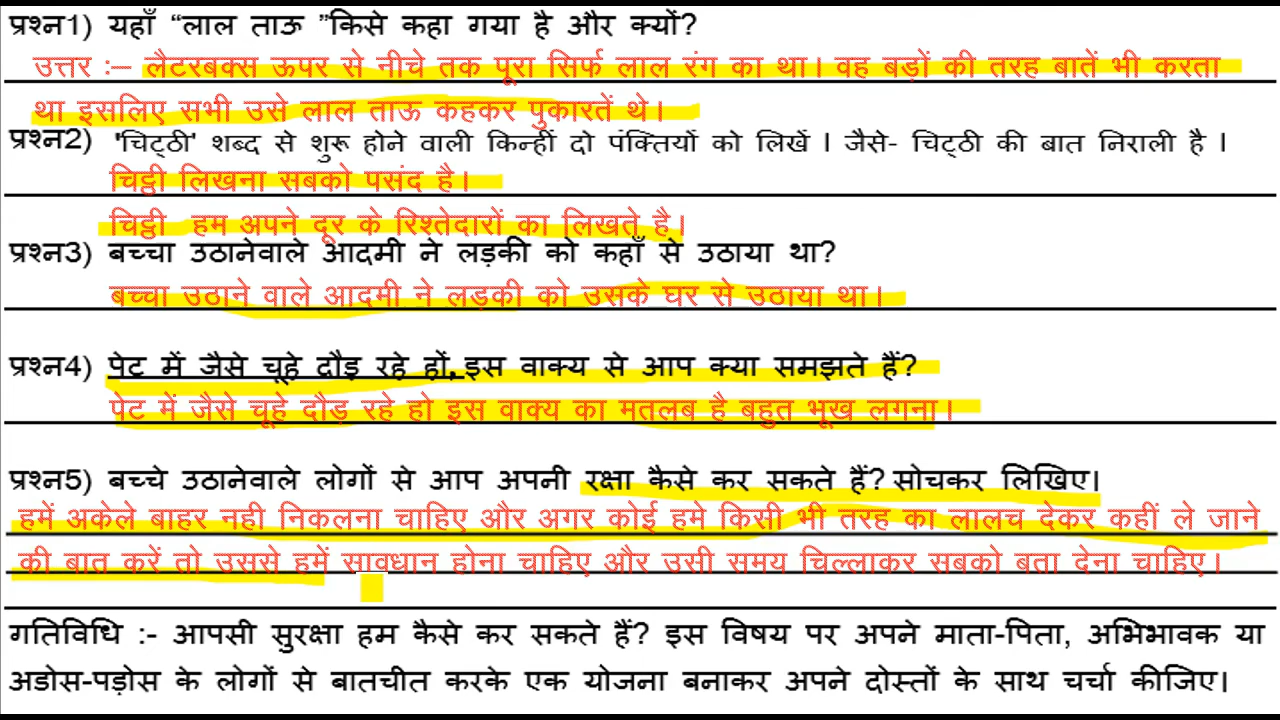 प्रश्न1) यहाँ “लाल ताऊ ”किसे कहा गया है और क्यों?
उत्तर :– लैटरबक्स ऊपर से नीचे तक पूरा सिर्फ लाल रंग का था। वह बड़ों की तरह बातें भी करता
था इसलिए सभी उसे लाल ताऊ कहकर पुकारतें थे।
प्रश्न2) 'चिट्ठी' शब्द से शुरू होने वाली किन्हीं दो पंक्तियों को लिखें । जैसे- चिट्ठी की बात निराली है ।
चिट्ठी लिखना सबको पसंद है।
चिट्ठी हम अपने दूर के रिश्तेदारों का लिखते है।
प्रश्न3) बच्चा उठानेवाले आदमी ने लड़की को कहाँ से उठाया था?
बच्चा उठाने वाले आदमी ने लड़की को उसके घर से उठाया था।
प्रश्न4) पेट में जैसे चूहे दौड़ रहे हों, इस वाक्य से आप क्या समझते हैं?
पेट में जैसे चूहे दौड़ रहे हो इस वाक्य का मतलब है बहुत भूख लगना।
प्रश्न5) बच्चे उठानेवाले लोगों से आप अपनी रक्षा कैसे कर सकते हैं? सोचकर लिखिए।
हमें अकेले बाहर नही निकलना चाहिए और अगर कोई हमे किसी भी तरह का लालच देकर कहीं ले जाने
की बात करें तो उससे हमें सावधान होना चाहिए और उसी समय चिल्लाकर सबको बता देना चाहिए।
गतिविधि :- आपसी सुरक्षा हम कैसे कर सकते हैं? इस विषय पर अपने माता-पिता, अभिभावक या
अडोस-पड़ोस के लोगों से बातचीत करके एक योजना बनाकर अपने दोस्तों के साथ चर्चा कीजिए।